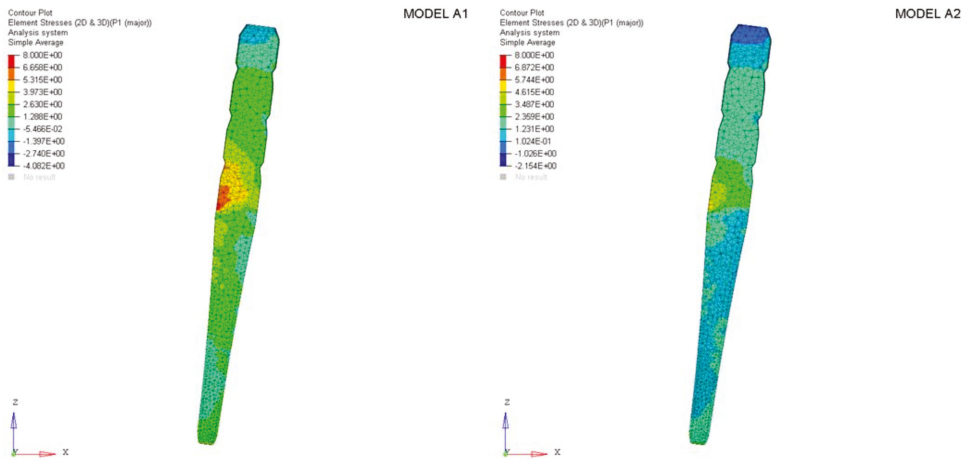 Contour Plot
Element Stresses (2D & 3D)(P1 (major))
Analysis system
Simple Average
8.000E+00
6.658E+00
5.315E+00
3.973E+00
2.630E+00
1.288E+00
-5.466E-02
-1.397E+00
-2.740E+00
-4.082E+00
No result
MODEL A1
Z
Y
X
Contour Plot
Element Stresses (2D & 3D)(P1 (major))
Analysis system
Simple Average
8.000E+00
6.872E+00
5.744E+00
4.615E+00
3.487E+00
2.359E+00
1.231E+00
1.024E-01
-1.026E+00
-2.154E+00
No result
MODEL A2
Z
Y
X